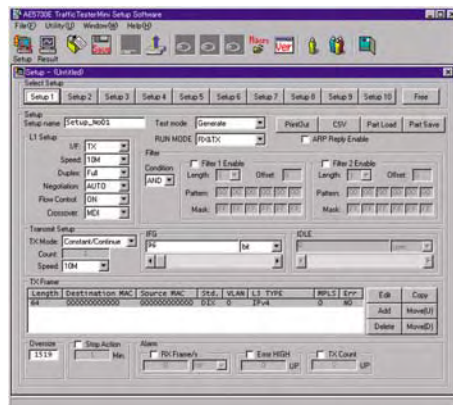 AE5730E TrafficTesterMini Setup Software
File(F) Utility(U) Window(W) Help(H)
Save
Macro
Ver
Setup Result
Setup - (Untitled)
Select Setup
Setup 1 Setup 2 Setup 3 Setup 4 Setup 5 Setup 6 Setup 7 Setup 8 Setup 9 Setup 10 Free
Setup
Setup name Setup_No01 Test mode Generate PrintOut CSV Part Load Part Save
L1 Setup RUN MODE RX&TX ARP Reply Enable
I/F: TX
Speed: 10M
Duplex: Full
Negotiation: AUTO
Flow Control: ON
Crossover: MDI
Filter
Condition AND
Filter 1 Enable
Length: Offset:
Pattern:
Mask:
Filter 2 Enable
Length: Offset:
Pattern:
Mask:
Transmit Setup
TX Mode: Constant/Continue
Count:
Speed: 10M
IFG
96 bit
IDLE
TX Frame
Length Destination MAC Source MAC Std. VLAN L3 TYPE MPLS Err
64 000000000000 000000000000 DIX 0 IPv4 0 NO
Edit Copy
Add Move(U)
Delete Move(D)
Oversize
1519
Stop Action
Min.
Alarm
RX Frame/s
Error HIGH
UP
TX Count
UP